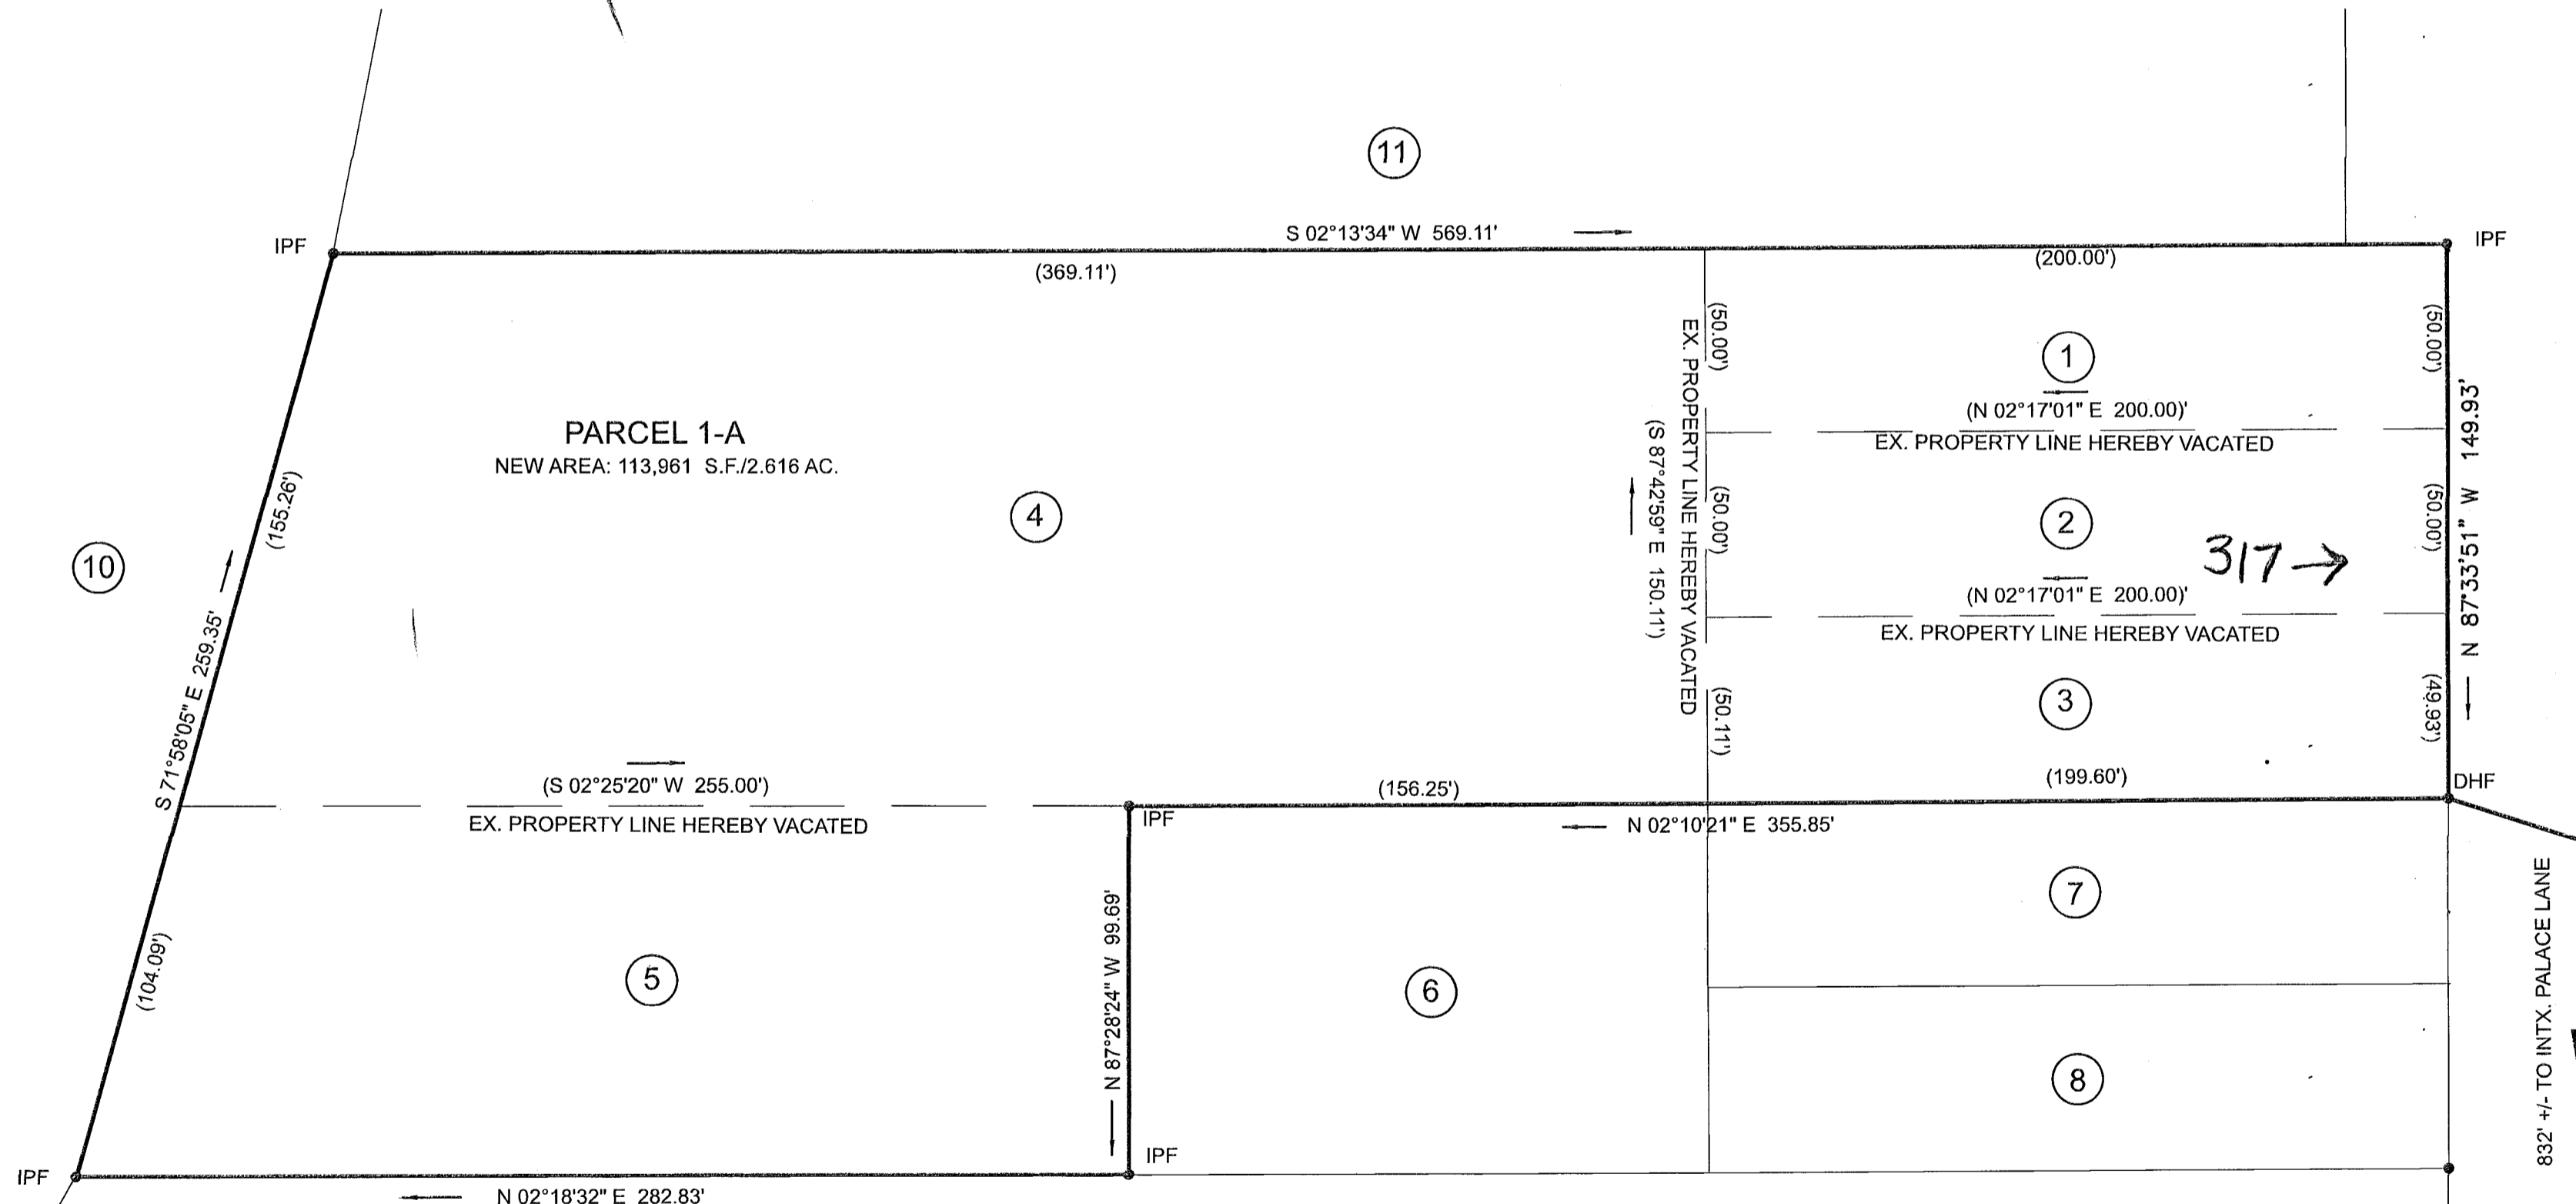 11
S 02°13'34" W 569.11'
IPF
IPF
(369.11')
(200.00')
(50.00')
(50.00')
1
(N 02°17'01" E 200.00)'
EX. PROPERTY LINE HEREBY VACATED
PARCEL 1-A
NEW AREA: 113,961 S.F./2.616 AC.
EX. PROPERTY LINE HEREBY VACATED
(S 87°42'59" E 150.11')
N 87°33'51" W 149.93'
(155.26')
4
(50.00')
2
(50.00')
317
10
(N 02°17'01" E 200.00)'
EX. PROPERTY LINE HEREBY VACATED
S 71°58'05" E 259.35'
(50.11')
3
(49.93')
(S 02°25'20" W 255.00')
(156.25')
(199.60')
DHF
EX. PROPERTY LINE HEREBY VACATED
IPF
N 02°10'21" E 355.85'
7
(104.09')
5
N 87°28'24" W 99.69'
6
8
832' +/- TO INTX. PALACE LANE
IPF
IPF
N 02°18'32" E 282.83'